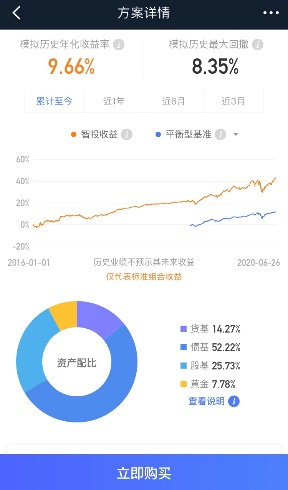 方案详情
模拟历史年化收益率
模拟历史最大回撤
9.66%
8.35%
累计至今 近1年 近6月 近3月
智投收益 平衡型基准
60%
40%
20%
0%
-20%
2016-01-01 历史业绩不预示其未来收益 2020-06-26
仅代表标准组合收益
资产配比
货基 14.27%
债基 52.22%
股基 25.73%
黄金 7.78%
查看说明
立即购买